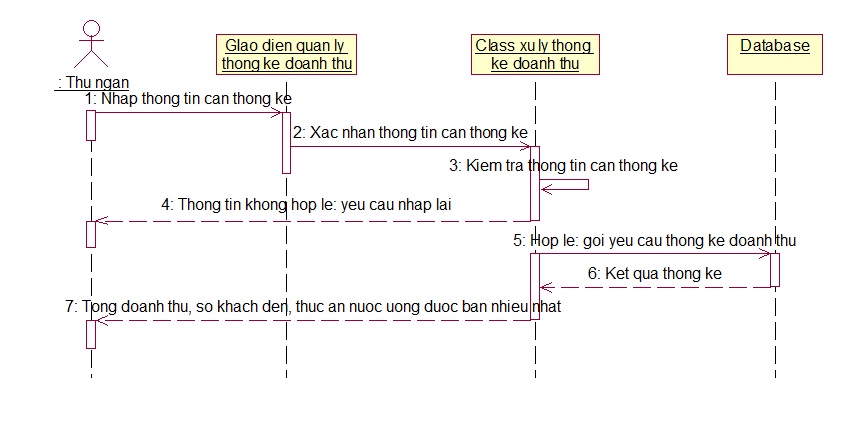 GIao dien quan ly
thong ke doanh thu
Class xu ly thong
ke doanh thu
Database
: Thu ngan
1: Nhap thong tin can thong ke
2: Xac nhan thong tin can thong ke
3: Kiem tra thong tin can thong ke
4: Thong tin khong hop le: yeu cau nhap lai
5: Hop le: goi yeu cau thong ke doanh thu
6: Ket qua thong ke
7: Tong doanh thu, so khach den, thuc an nuoc uong duoc ban nhieu nhat